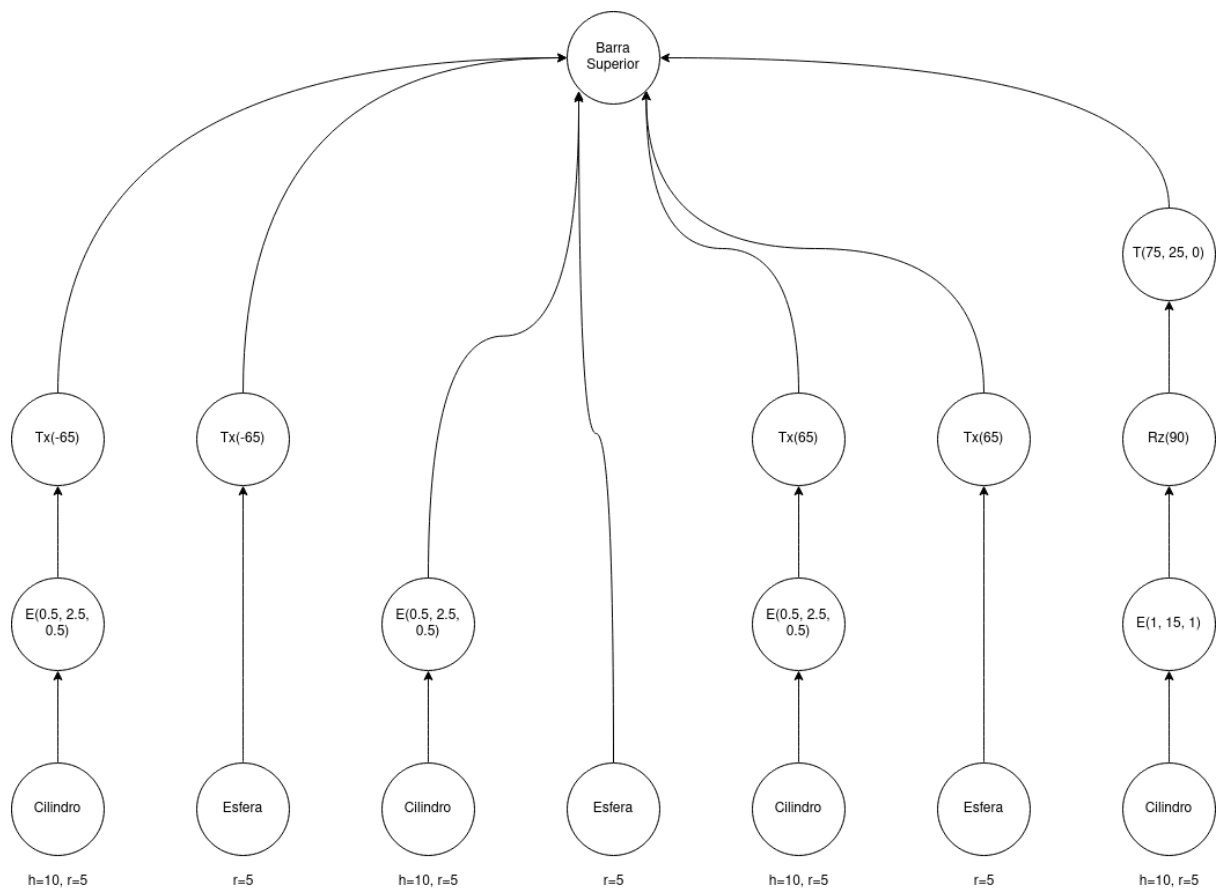 Barra
Superior
T(75, 25, 0)
Tx(-65)
Tx(-65)
Tx(65)
Tx(65)
Rz(90)
E(0.5, 2.5,
0.5)
E(0.5, 2.5,
0.5)
E(0.5, 2.5,
0.5)
E(1, 15, 1)
Cilindro
Esfera
Cilindro
Esfera
Cilindro
Esfera
Cilindro
h=10, r=5
r=5
h=10, r=5
r=5
h=10, r=5
r=5
h=10, r=5